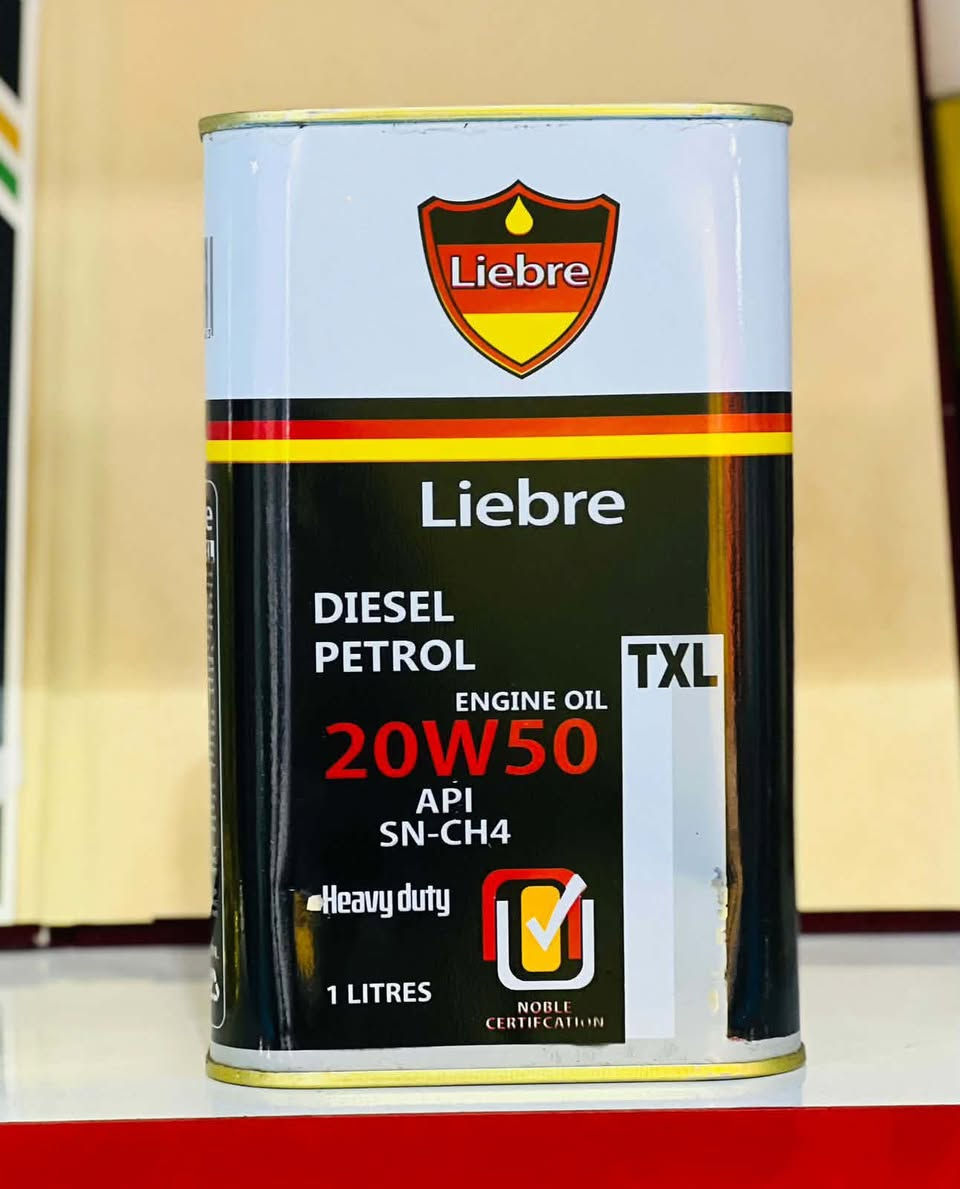 Liebre
Liebre
DIESEL
PETROL
TXL
ENGINE OIL
20W50
API
SN-CH4
Heavy duty
1 LITRES
NOBLE
CERTIFCATION